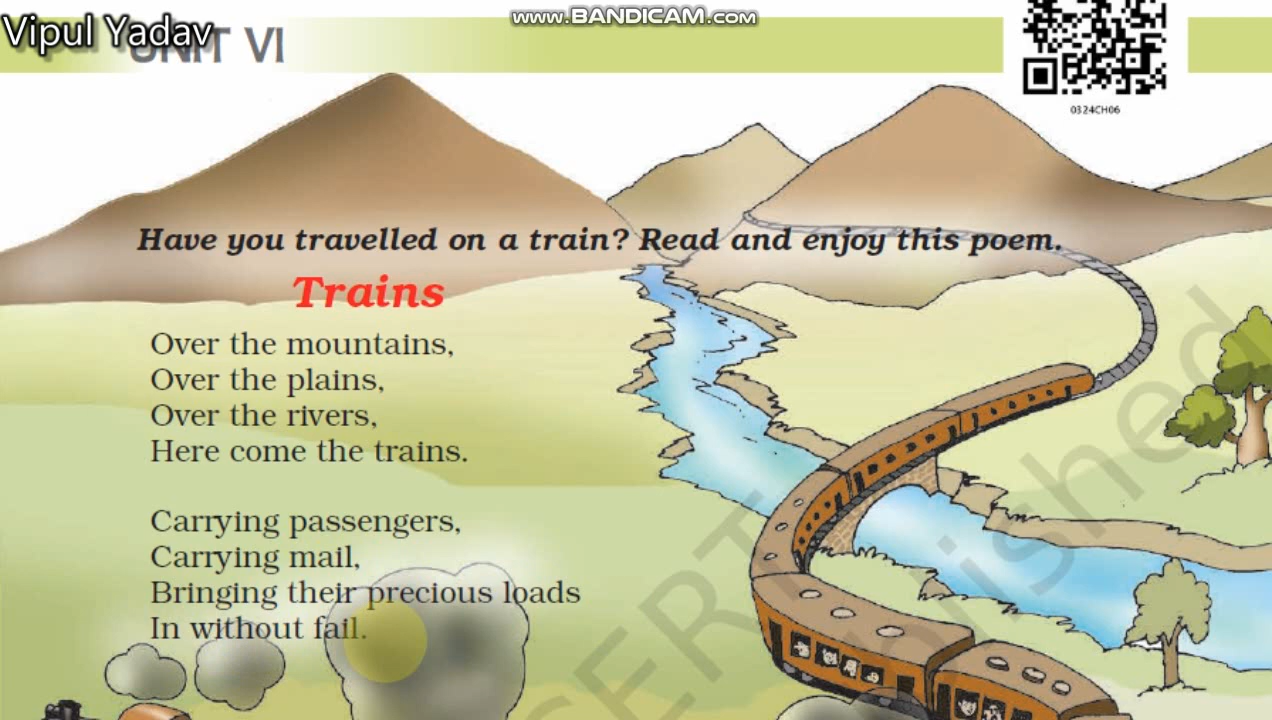 www.BANDICAM.com
Vipul Yadav
UNIT VI
0324CH06
Have you travelled on a train? Read and enjoy this poem.
Trains
Over the mountains,
Over the plains,
Over the rivers,
Here come the trains.
Carrying passengers,
Carrying mail,
Bringing their precious loads
In without fail.